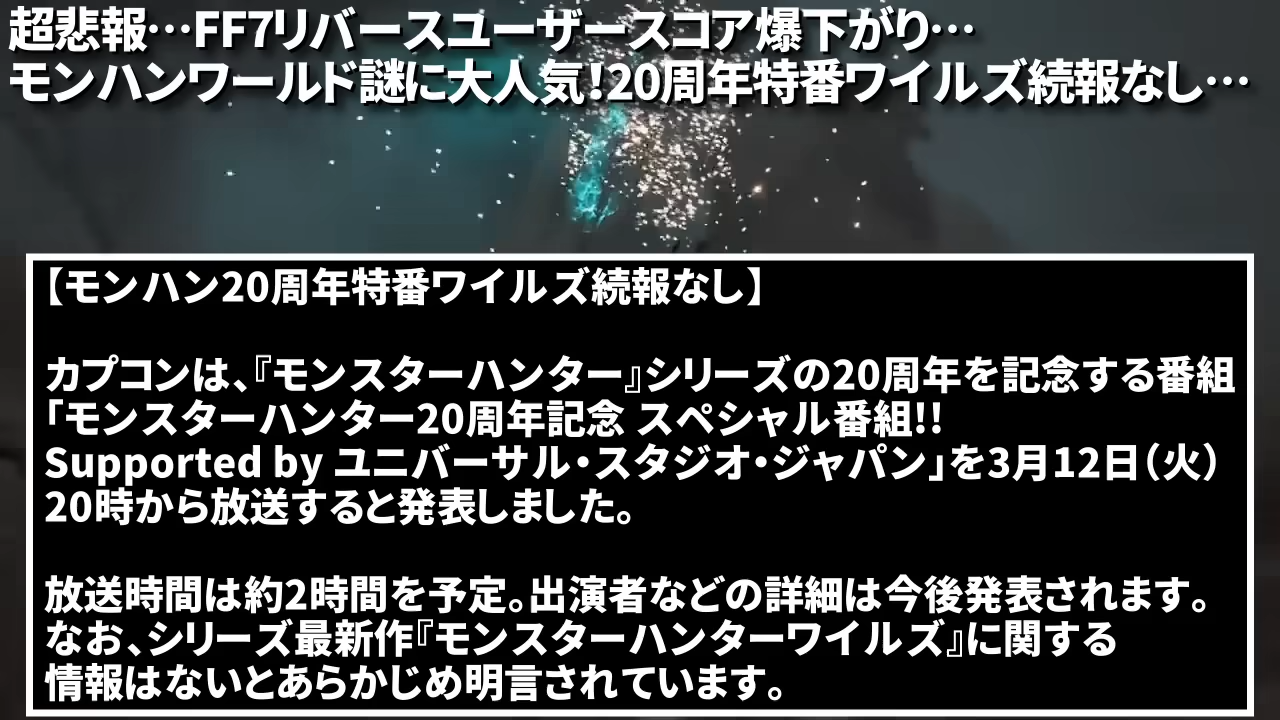 超悲報…FF7リバースユーザースコア爆下がり…
モンハンワールド謎に大人気!20周年特番ワイルズ続報なし…
【モンハン20周年特番ワイルズ続報なし】
カプコンは、『モンスターハンター』シリーズの20周年を記念する番組
「モンスターハンター20周年記念 スペシャル番組!!
Supported by ユニバーサル・スタジオ・ジャパン」を3月12日（火）
20時から放送すると発表しました。
放送時間は約2時間を予定。出演者などの詳細は今後発表されます。
なお、シリーズ最新作『モンスターハンターワイルズ』に関する
情報はないとあらかじめ明言されています。